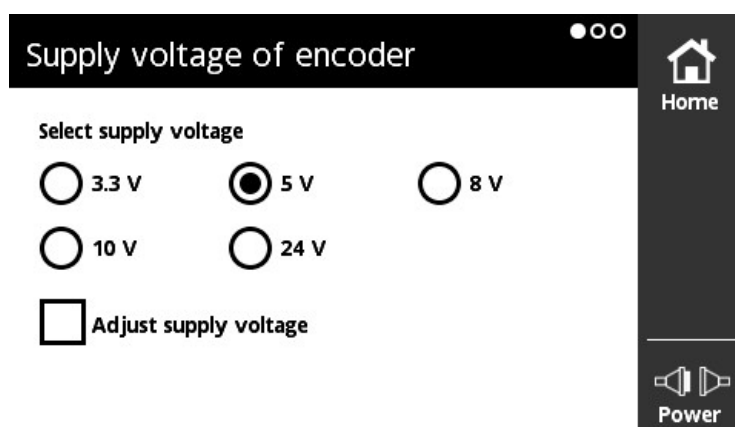 Supply voltage of encoder
Home
Select supply voltage
3.3 V
5 V
8 V
10 V
24 V
Adjust supply voltage
Power